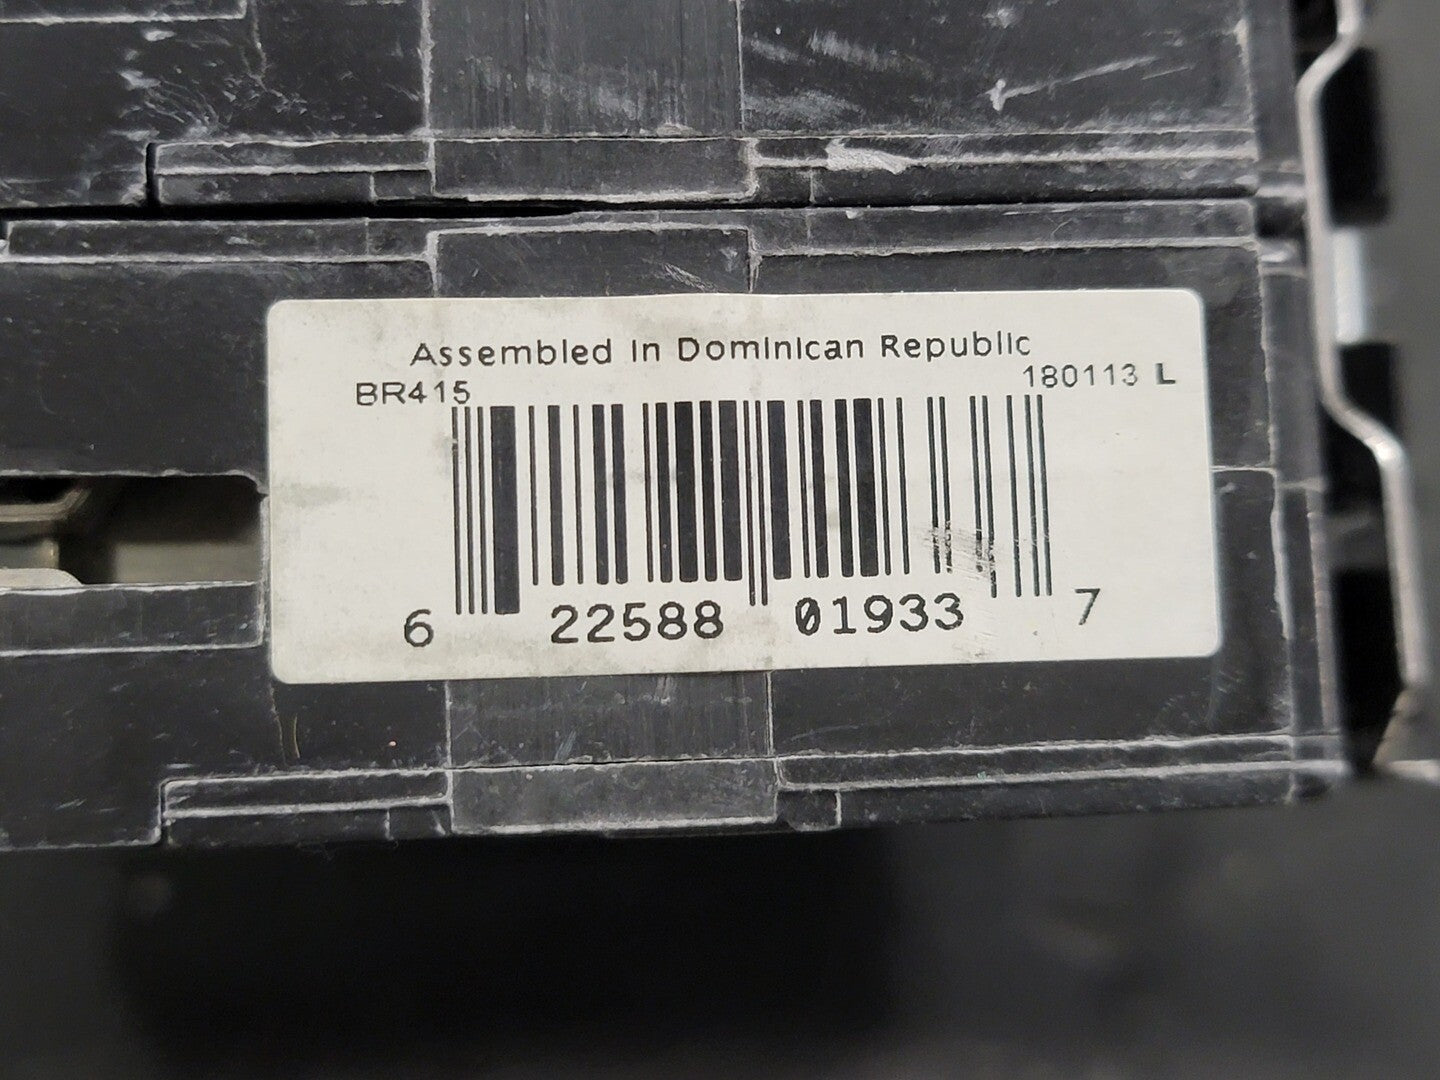 Assembled in Dominican Republic
BR415 180113 L
6 22588 01933 7